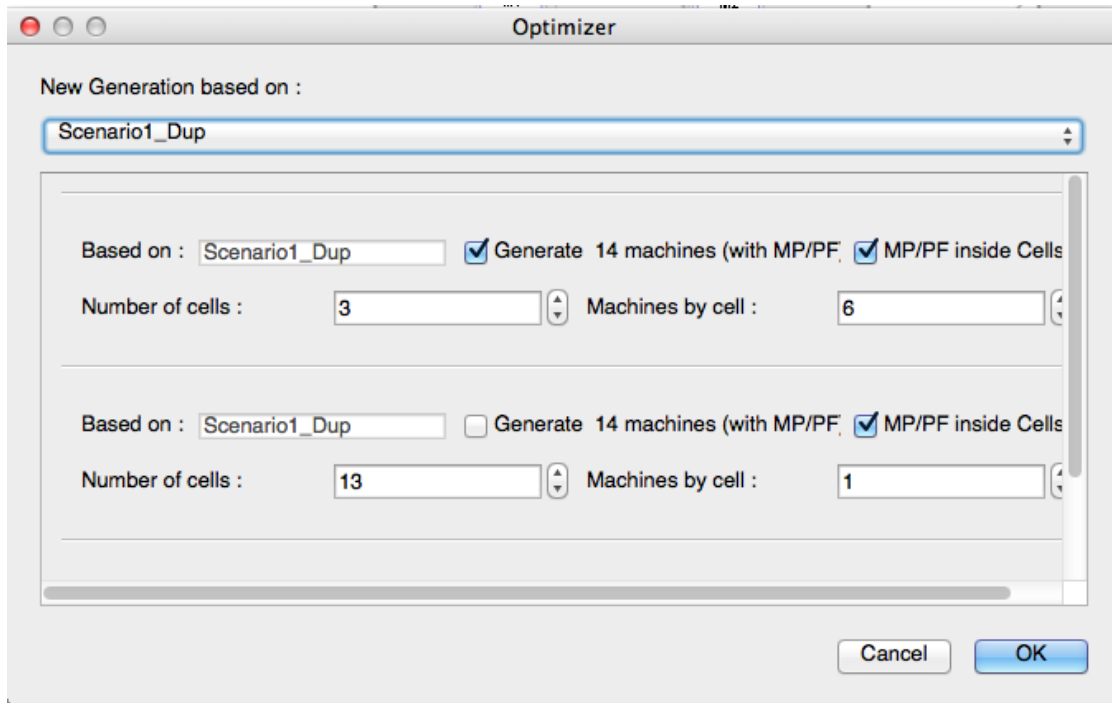 Optimizer
New Generation based on :
Scenario1_Dup
Based on : Scenario1_Dup Generate 14 machines (with MP/PF) MP/PF inside Cells
Number of cells : 3 Machines by cell : 6
Based on : Scenario1_Dup Generate 14 machines (with MP/PF) MP/PF inside Cells
Number of cells : 13 Machines by cell : 1
Cancel OK